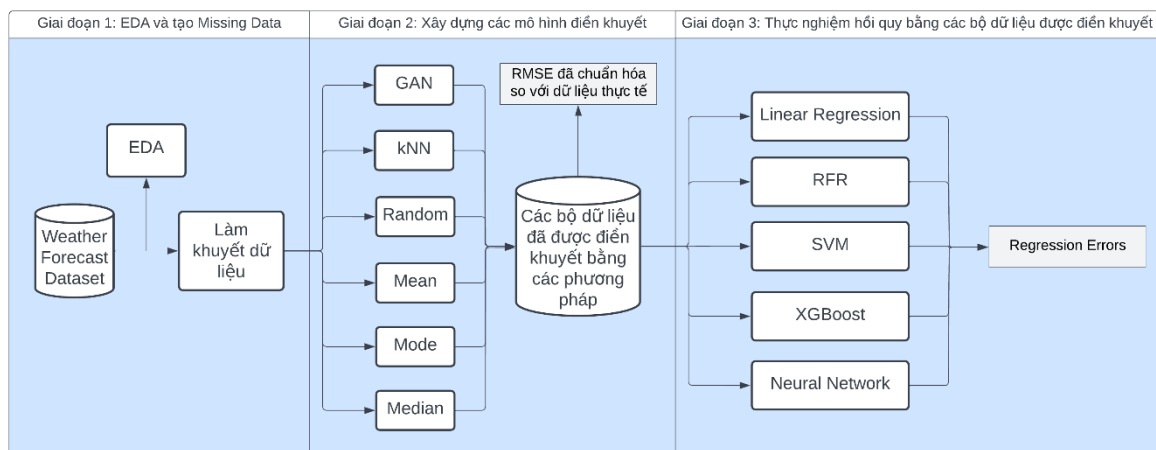 Giai đoạn 1: EDA và tạo Missing Data
Giai đoạn 2: Xây dựng các mô hình điền khuyết
Giai đoạn 3: Thực nghiệm hồi quy bằng các bộ dữ liệu được điền khuyết
Weather
Forecast
Dataset
EDA
Làm
khuyết dữ
liệu
GAN
kNN
Random
Mean
Mode
Median
RMSE đã chuẩn hóa
so với dữ liệu thực tế
Các bộ dữ liệu
đã được điền
khuyết bằng
các phương
pháp
Linear Regression
RFR
SVM
XGBoost
Neural Network
Regression Errors